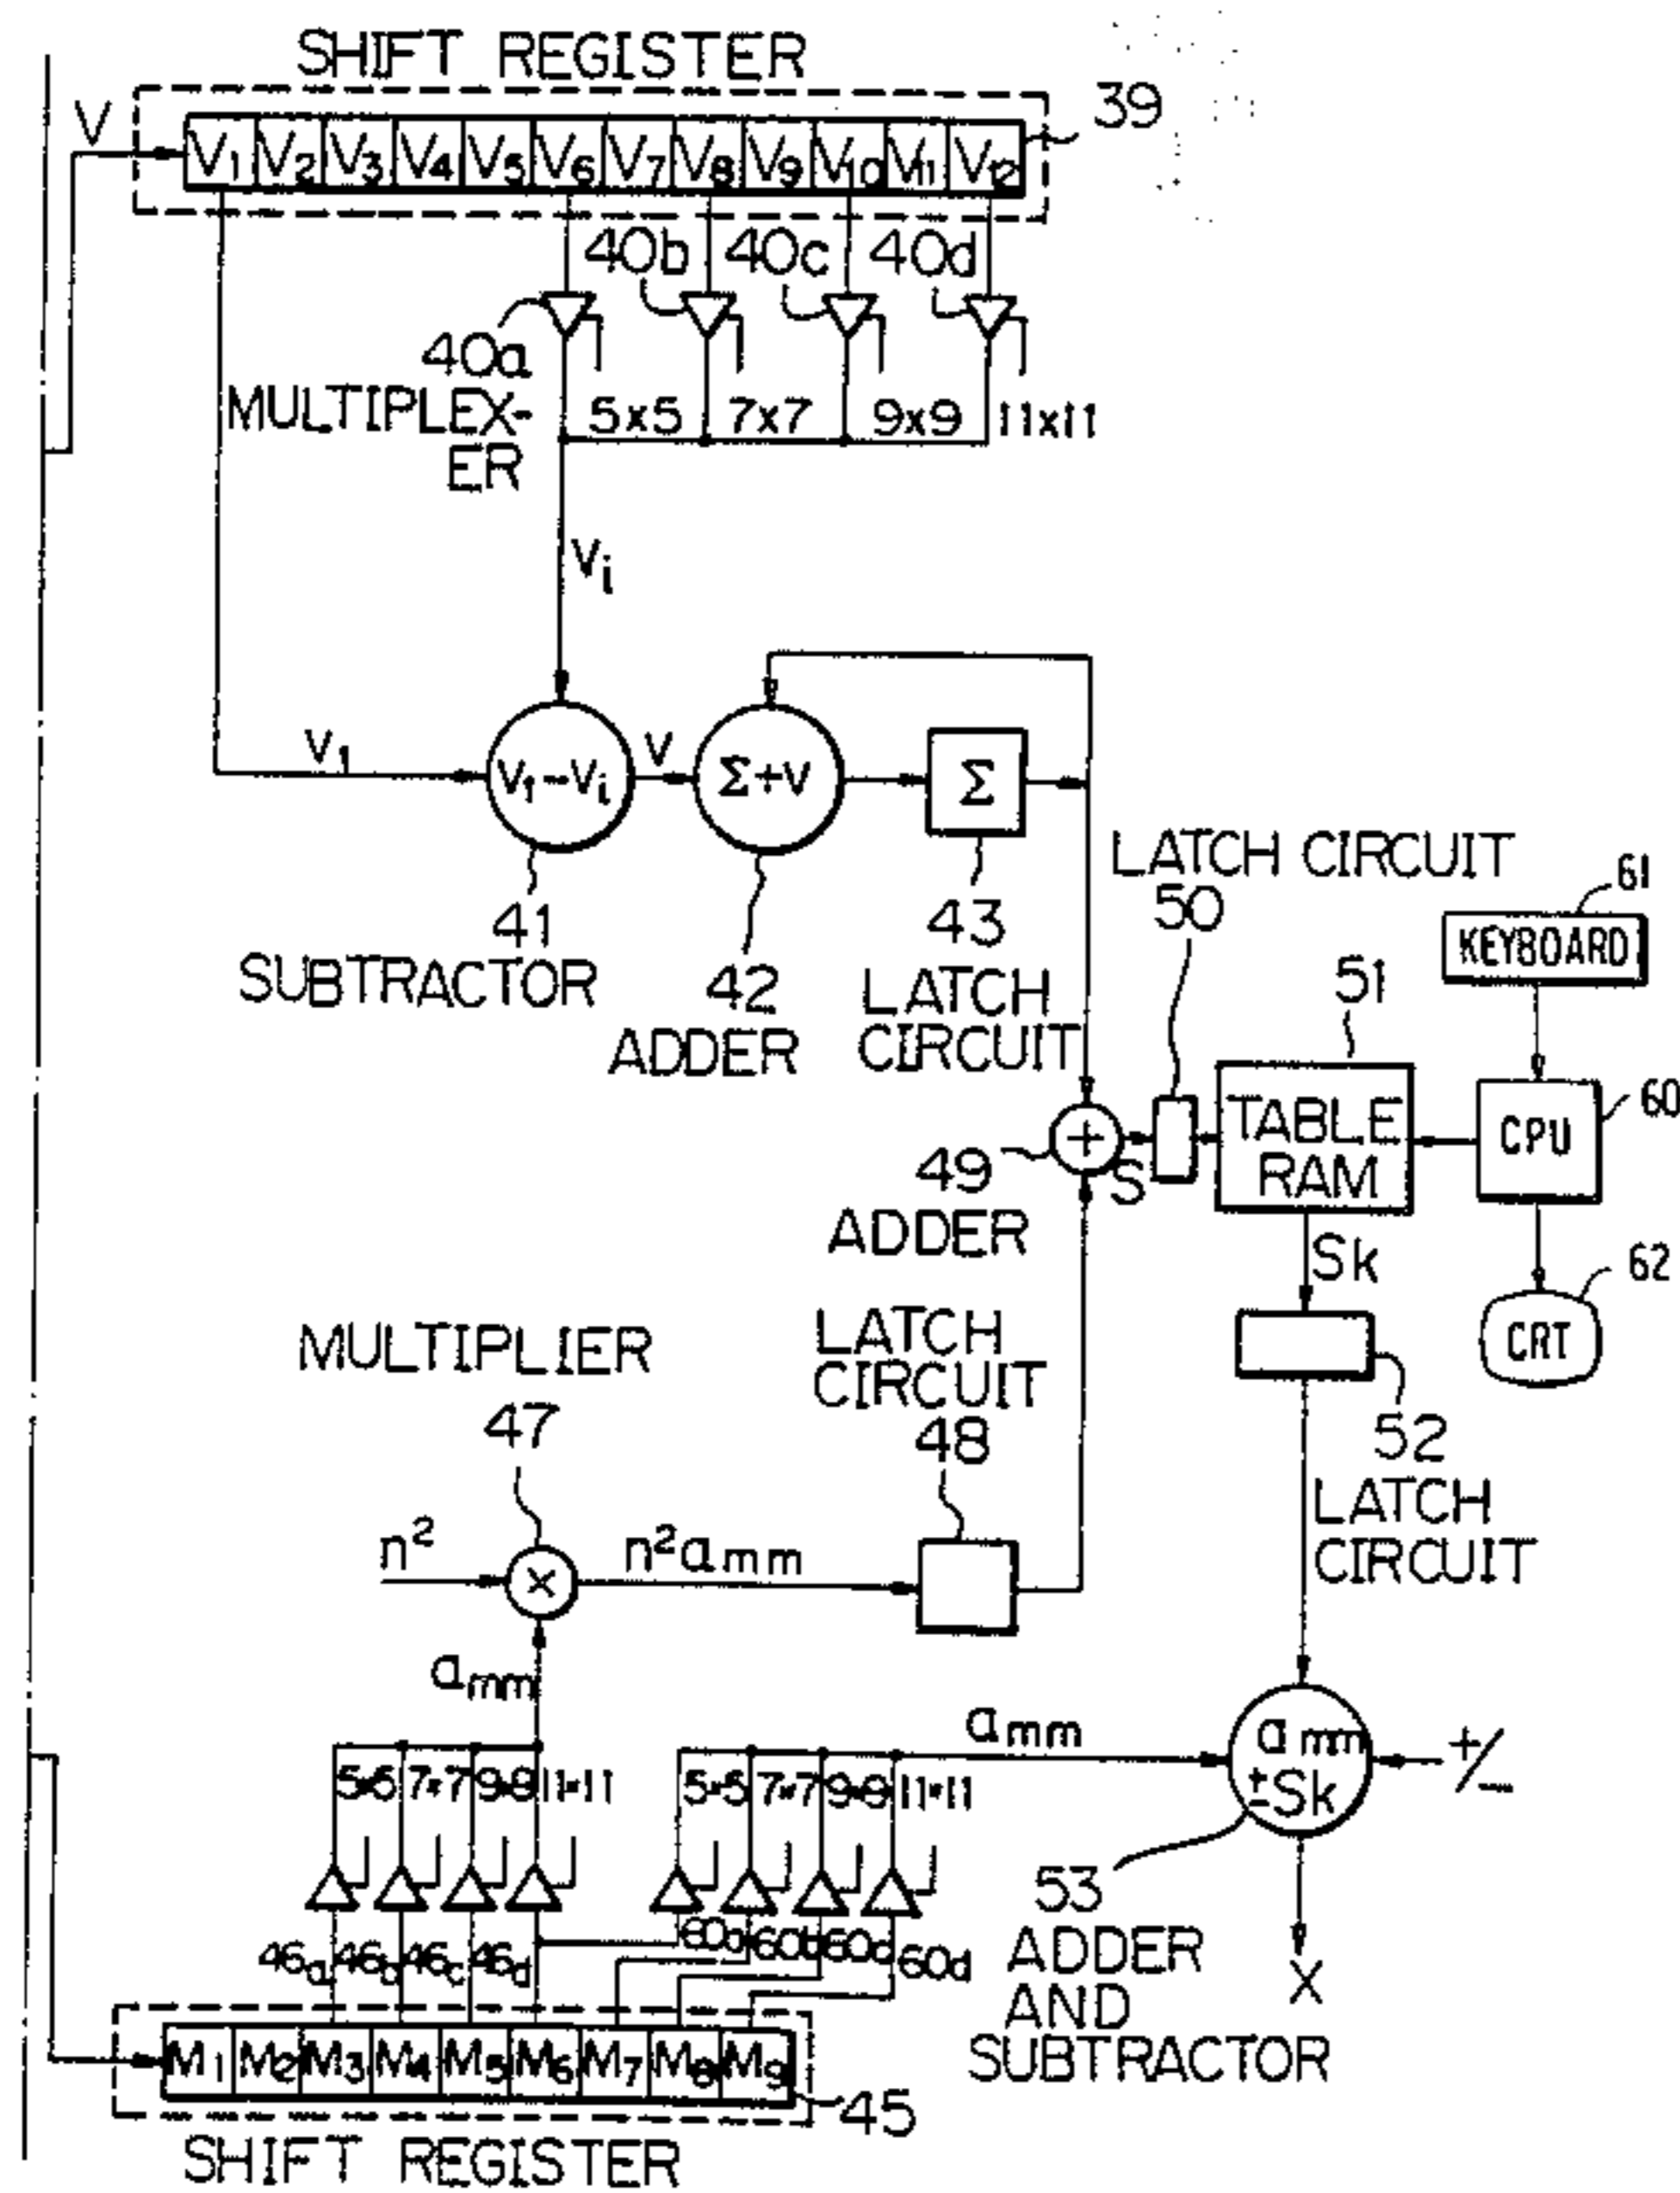 SHIFT REGISTER
39
V
V1 V2 V3 V4 V5 V6 V7 V8 V9 V10 V11 V12
40a 40b 40c 40d
MULTIPLEX-
ER
5x5 7x7 9x9 11x11
Vi
V1
V1-Vi
V
Σ+V
Σ
41
SUBTRACTOR
42
ADDER
43
LATCH
CIRCUIT
LATCH CIRCUIT
50
61
KEYBOARD
51
TABLE
RAM
60
CPU
49
ADDER
+
S
Sk
62
CRT
MULTIPLIER
47
LATCH
CIRCUIT
48
52
LATCH
CIRCUIT
n²
×
n²amm
amm
amm
amm
±Sk
+/-
5×5 7×7 9×9 11×11
5×5 7×7 9×9 11×11
53
ADDER
AND
SUBTRACTOR
X
46a 46b 46c 46d
60a 60b 60d 60d
M1 M2 M3 M4 M5 M6 M7 M8 M9
45
SHIFT REGISTER